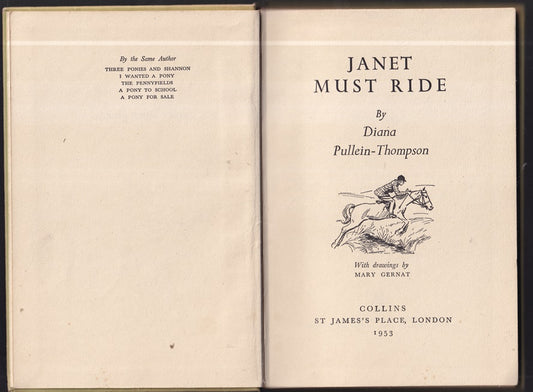 By the Same Author
THREE PONIES AND SHANNON
I WANTED A PONY
THE PENNYFIELDS
A PONY TO SCHOOL
A PONY FOR SALE
JANET
MUST RIDE
By
Diana
Pullein-Thompson
With drawings by
MARY GERNAT
COLLINS
ST JAMES'S PLACE, LONDON
1953